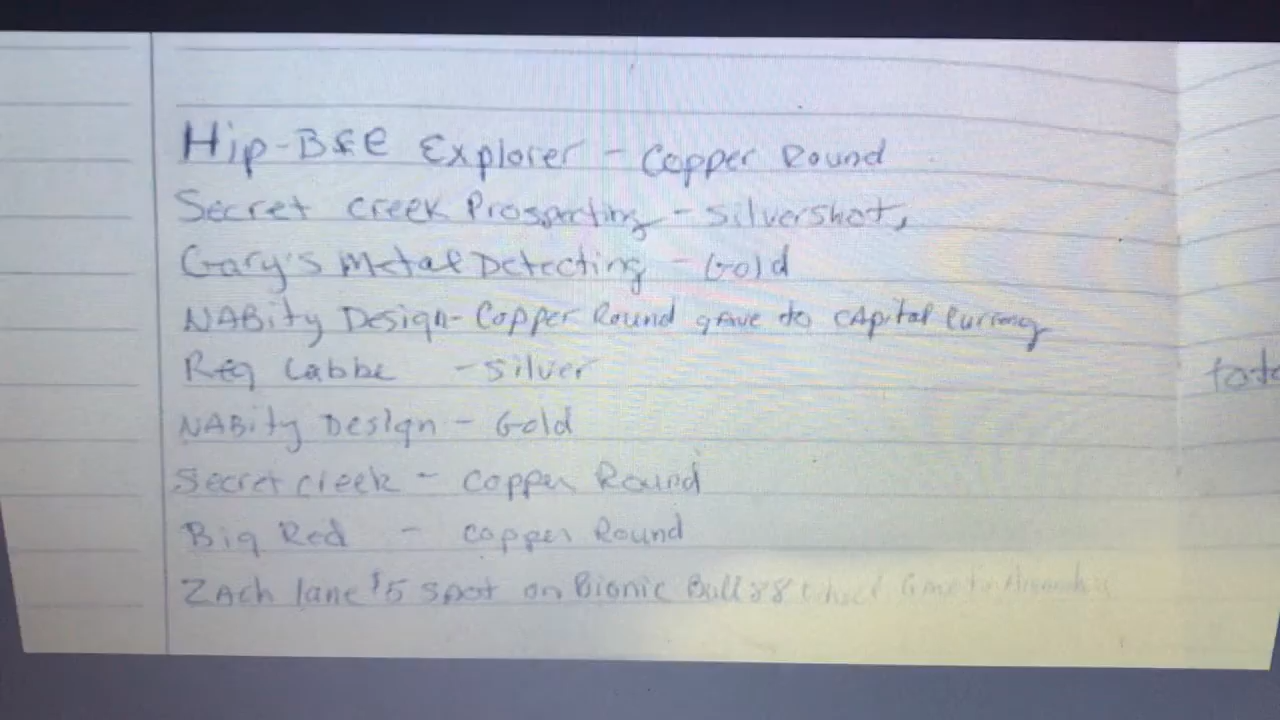 Hip-B&E Explorer - Copper Round
Secret Creek Prospecting - silvershot,
Gary's Metal Detecting - Gold
NABity Design - Copper Round gave to CApital Currency
Reg Labbe - silver
NABity Design - Gold
Secret creek - copper Round
Big Red - copper Round
ZAch lane $5 spot on Bionic Bull 88